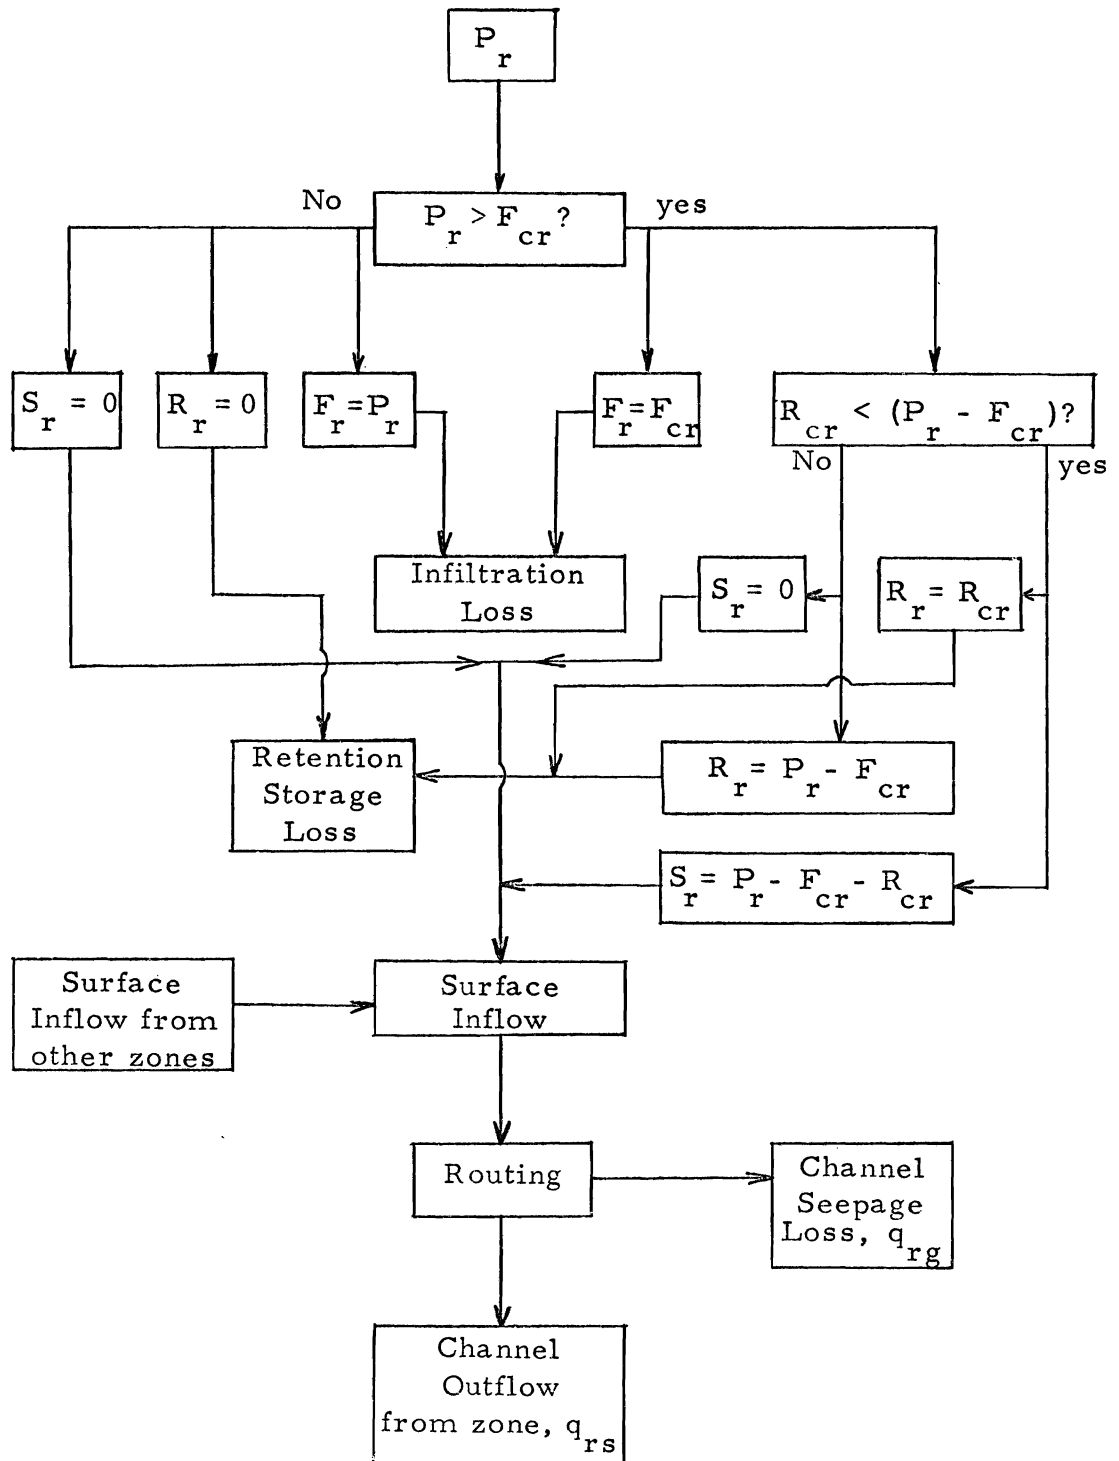 P_r
No
P_r > F_cr ?
yes
S_r = 0
R_r = 0
F_r = P_r
F_r = F_cr
R_cr < (P_r - F_cr)?
No
yes
Infiltration
Loss
S_r = 0
R_r = R_cr
Retention
Storage
Loss
R_r = P_r - F_cr
S_r = P_r - F_cr - R_cr
Surface
Inflow from
other zones
Surface
Inflow
Routing
Channel
Seepage
Loss, q_rg
Channel
Outflow
from zone, q_rs